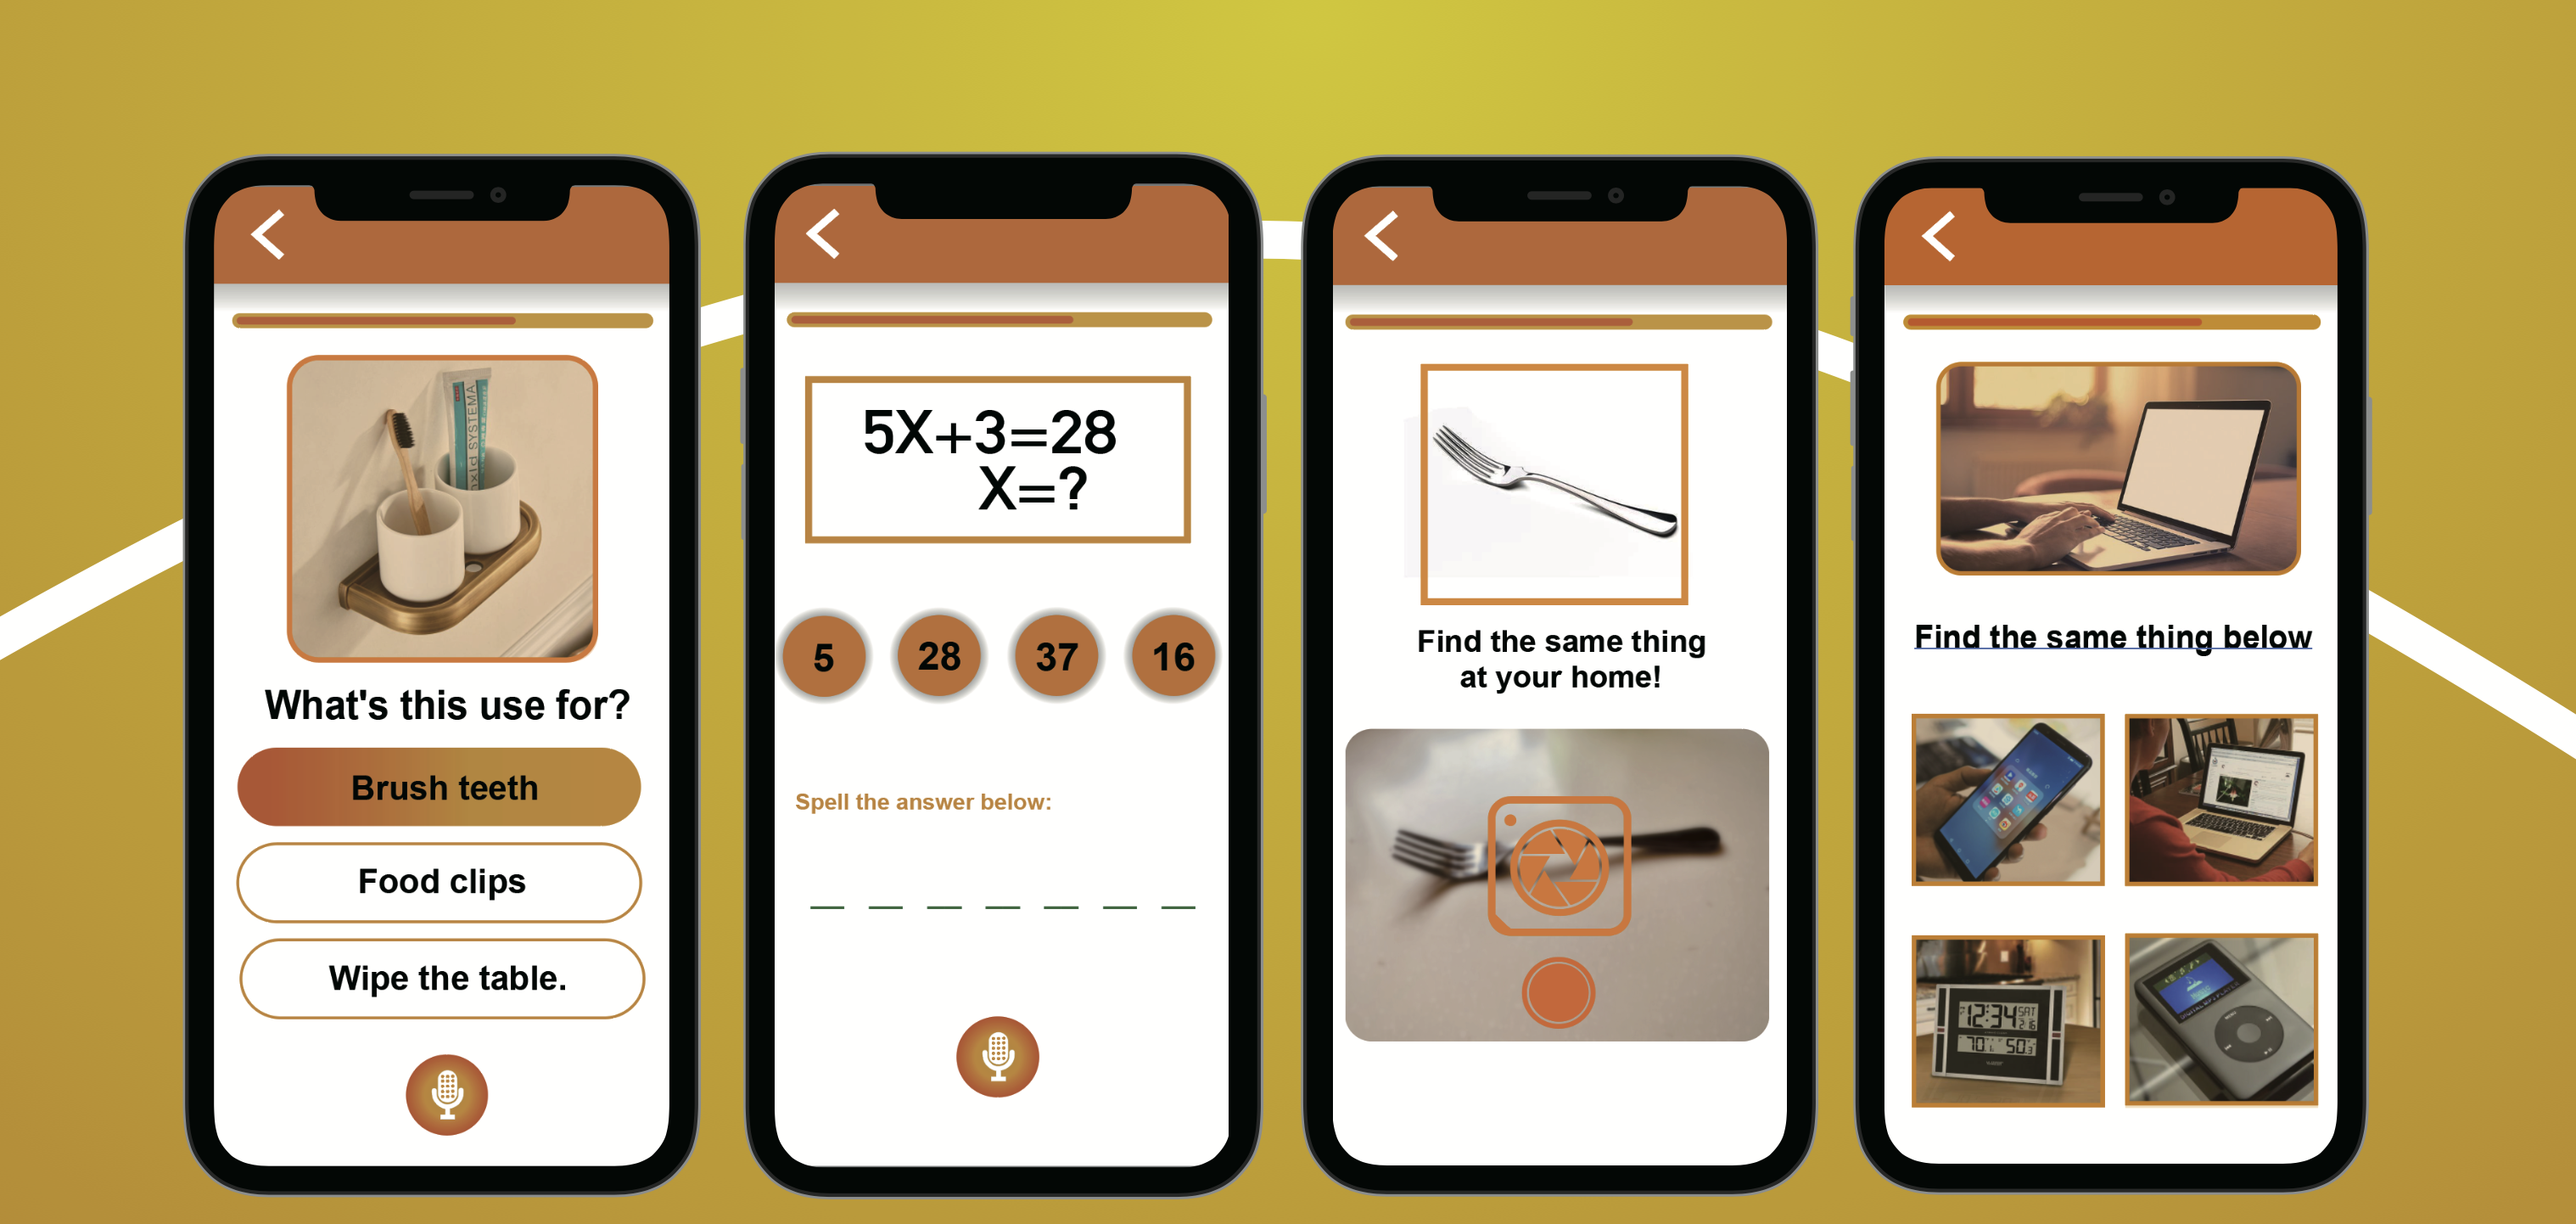 SYSTEMA
What's this use for?
Brush teeth
Food clips
Wipe the table.
5X+3=28
X=?
5 28 37 16
Spell the answer below:
Find the same thing
at your home!
Find the same thing below
12:34 SAT